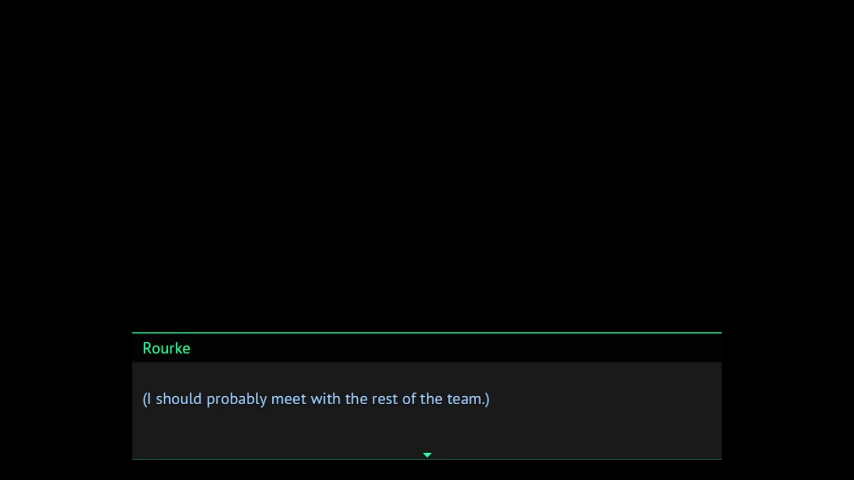 Rourke
(I should probably meet with the rest of the team.)